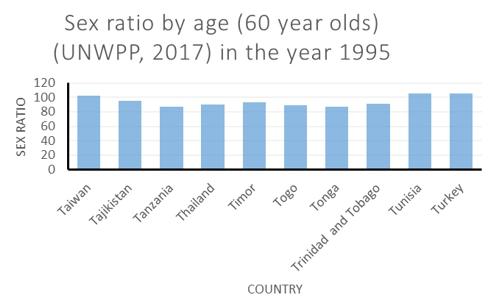 Sex ratio by age (60 year olds)
(UNWPP, 2017) in the year 1995
120
100
80
60
40
20
0
SEX RATIO
Taiwan
Tajikistan
Tanzania
Thailand
Timor
Togo
Tonga
Trinidad and Tobago
Tunisia
Turkey
COUNTRY